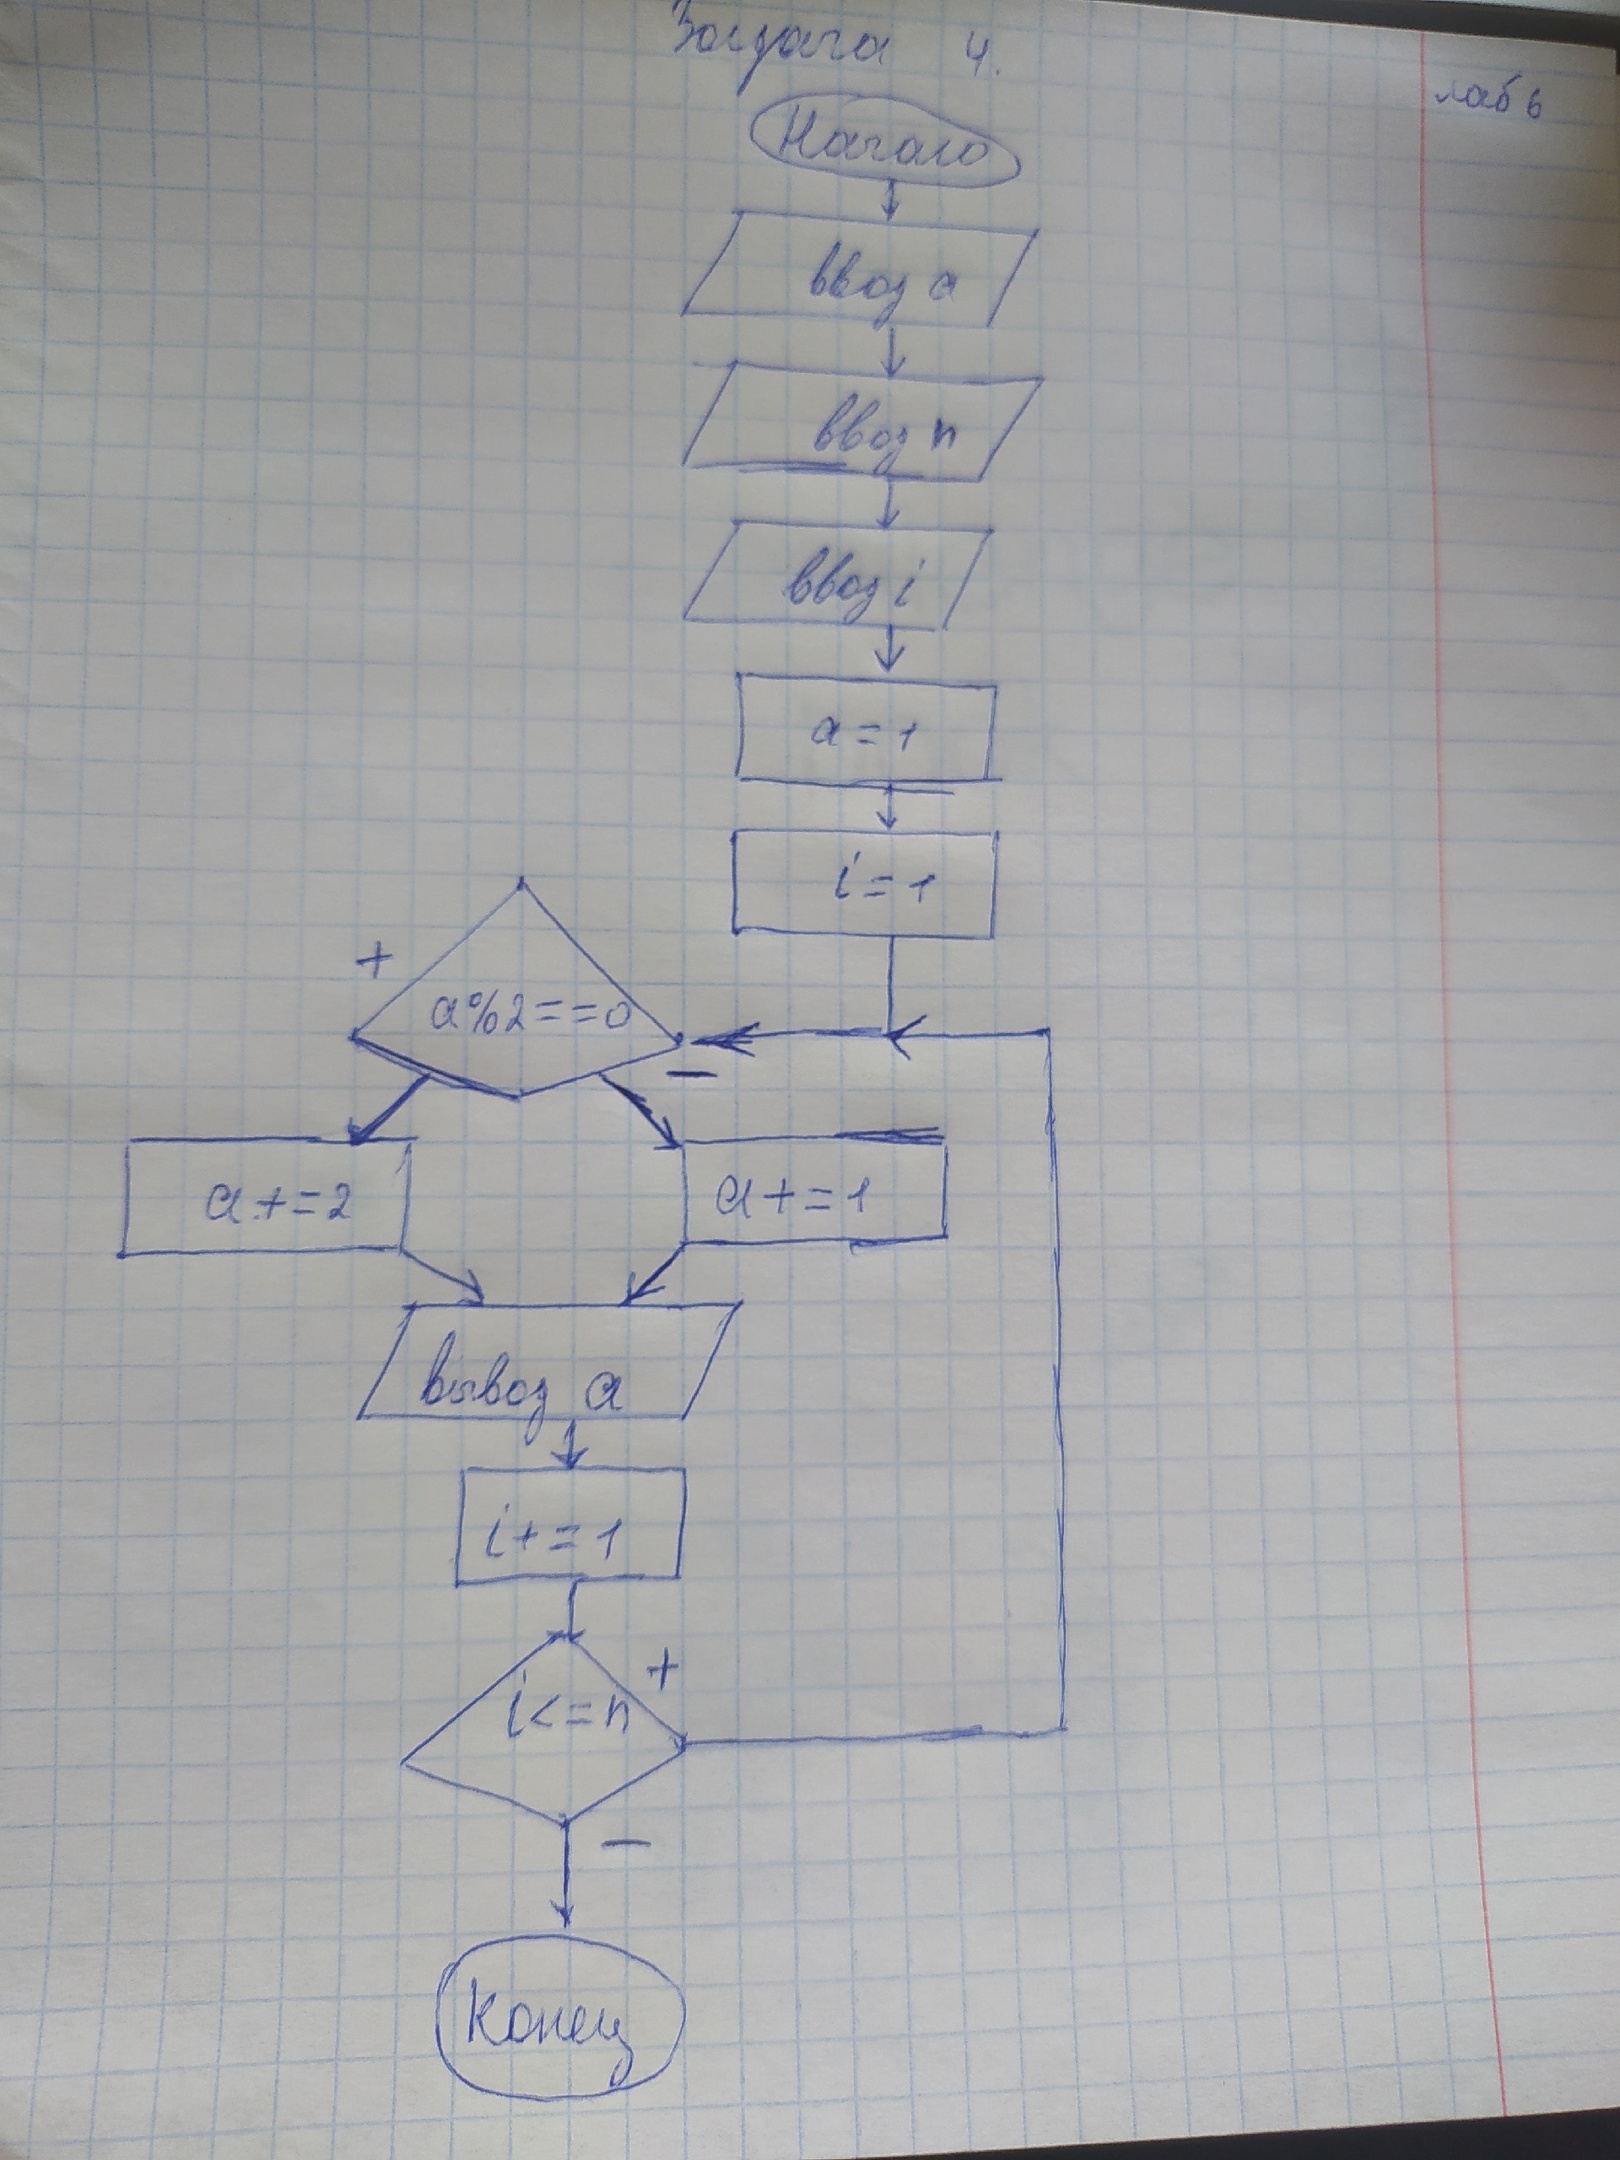 Задача 4.
лаб 6
Начало
ввод a
ввод n
ввод i
a = 1
i = 1
+
a%2==0
−
a+=2
a+=1
вывод a
i+=1
+
i<=n
−
Конец